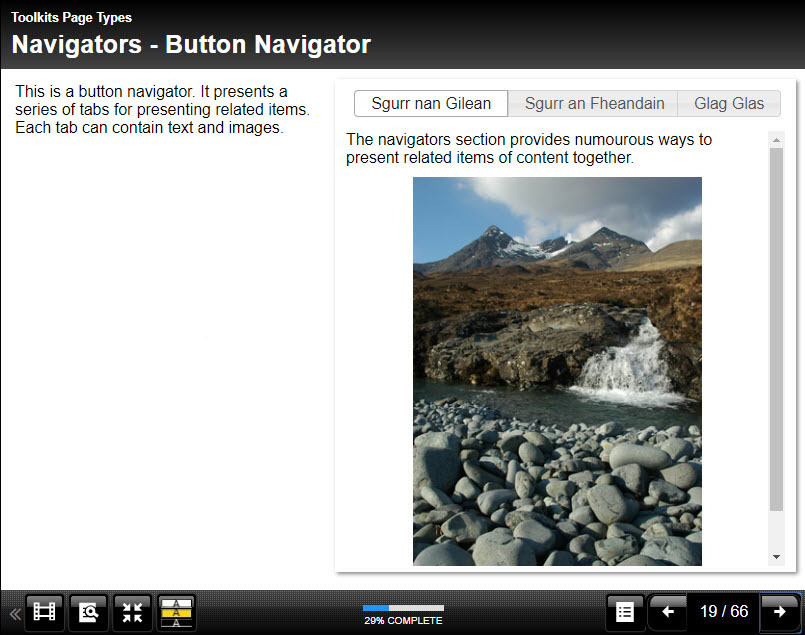 Toolkits Page Types
Navigators - Button Navigator
This is a button navigator. It presents a
series of tabs for presenting related items.
Each tab can contain text and images.
Sgurr nan Gilean
Sgurr an Fheandain
Glag Glas
The navigators section provides numourous ways to
present related items of content together.
A
A
A
29% COMPLETE
19 / 66